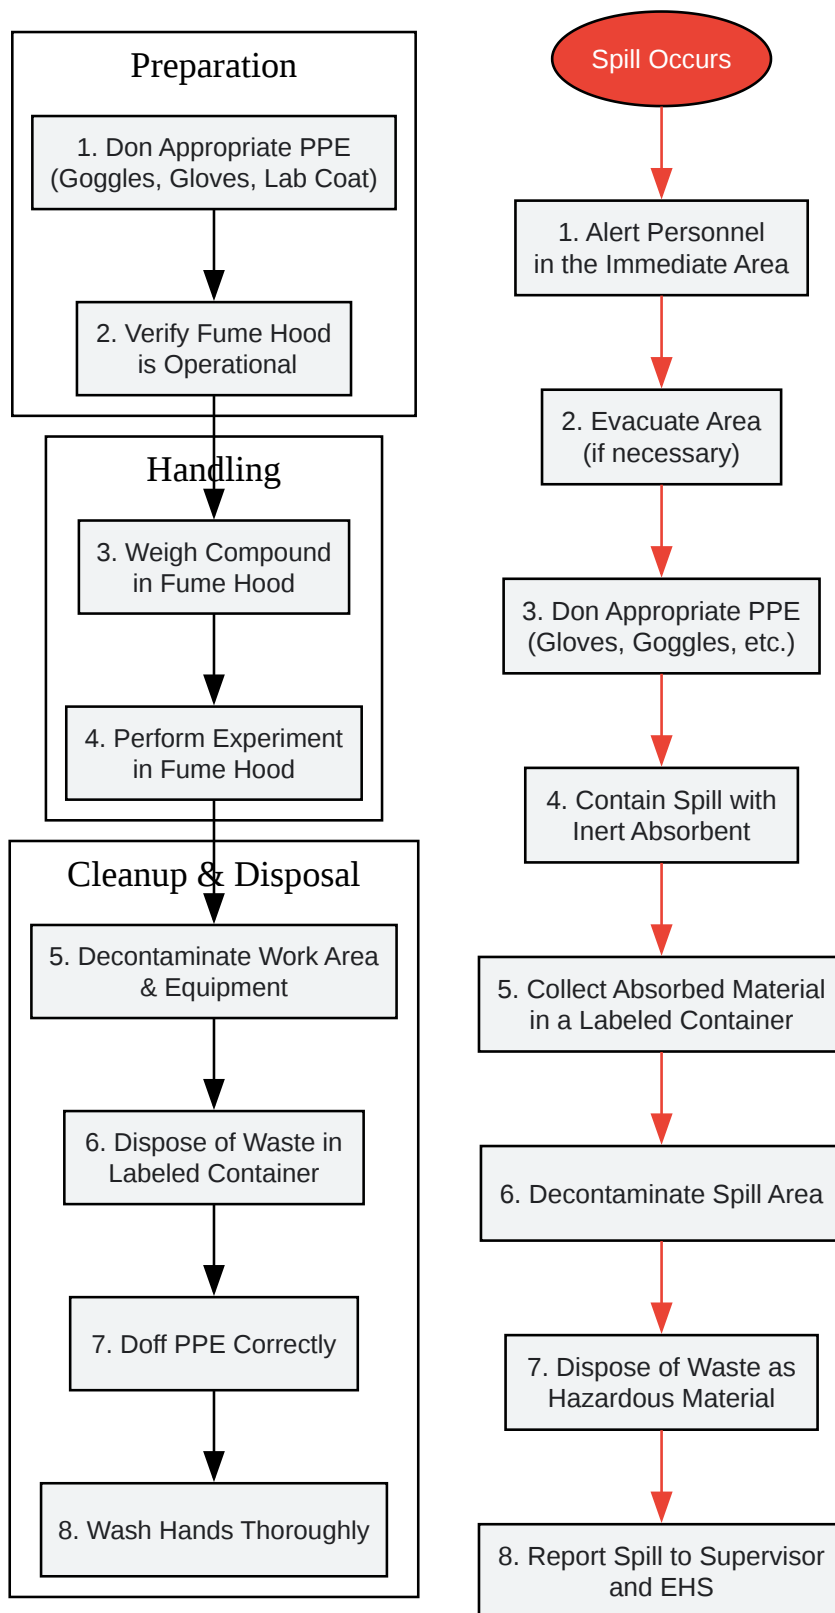 Preparation
1. Don Appropriate PPE
(Goggles, Gloves, Lab Coat)
2. Verify Fume Hood
is Operational
Handling
3. Weigh Compound
in Fume Hood
4. Perform Experiment
in Fume Hood
Cleanup & Disposal
5. Decontaminate Work Area
& Equipment
6. Dispose of Waste in
Labeled Container
7. Doff PPE Correctly
8. Wash Hands Thoroughly
Spill Occurs
1. Alert Personnel
in the Immediate Area
2. Evacuate Area
(if necessary)
3. Don Appropriate PPE
(Gloves, Goggles, etc.)
4. Contain Spill with
Inert Absorbent
5. Collect Absorbed Material
in a Labeled Container
6. Decontaminate Spill Area
7. Dispose of Waste as
Hazardous Material
8. Report Spill to Supervisor
and EHS